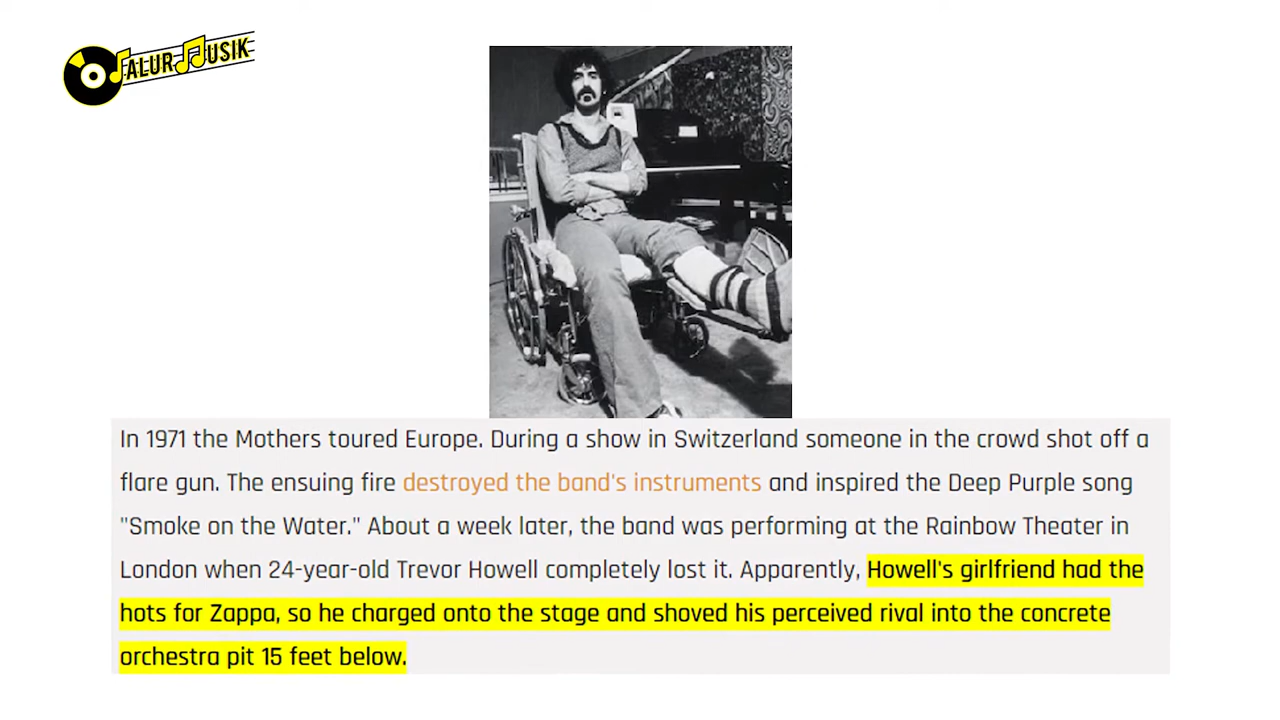 ALUR MUSIK
In 1971 the Mothers toured Europe. During a show in Switzerland someone in the crowd shot off a
flare gun. The ensuing fire destroyed the band's instruments and inspired the Deep Purple song
"Smoke on the Water." About a week later, the band was performing at the Rainbow Theater in
London when 24-year-old Trevor Howell completely lost it. Apparently, Howell's girlfriend had the
hots for Zappa, so he charged onto the stage and shoved his perceived rival into the concrete
orchestra pit 15 feet below.